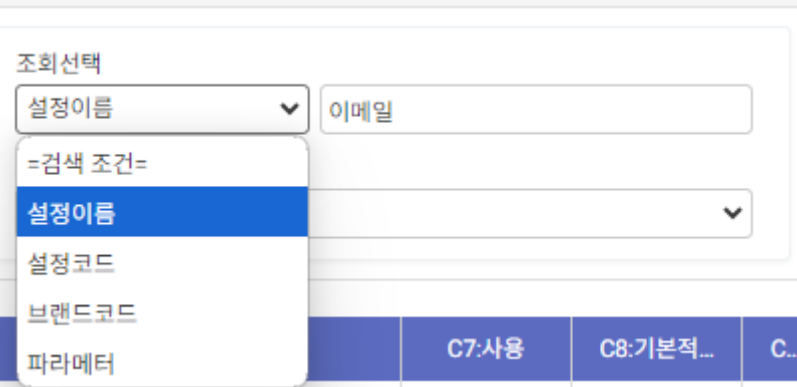 조회선택
설정이름 이메일
=검색 조건=
설정이름
설정코드
브랜드코드
파라메터
C7:사용 C8:기본적... C..